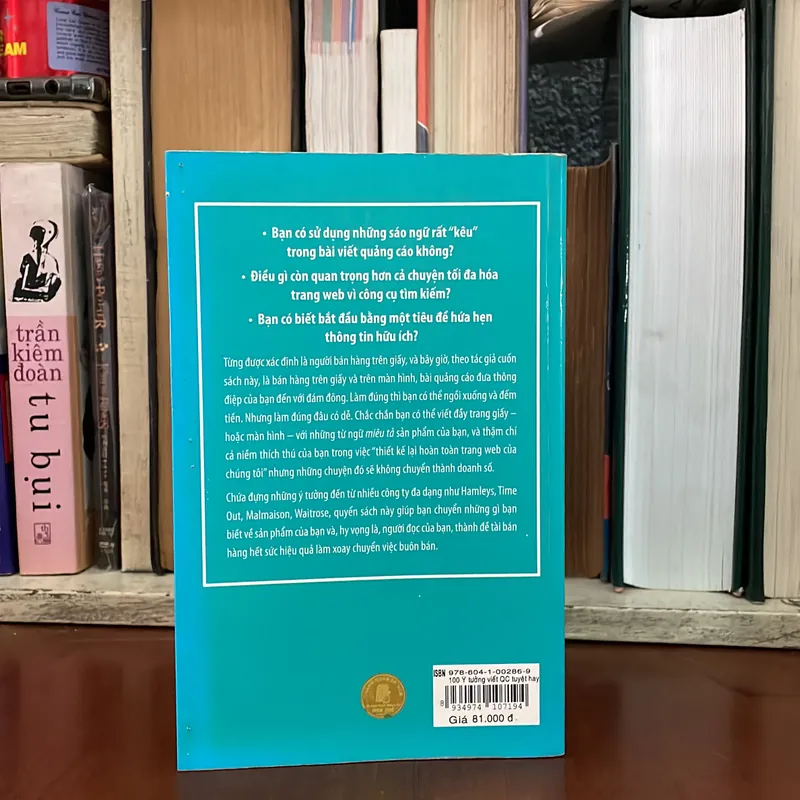 EAM
trần
kiêm
đoàn
tu bụi
• Bạn có sử dụng những sáo ngữ rất "kêu"
trong bài viết quảng cáo không?
• Điều gì còn quan trọng hơn cả chuyện tối đa hóa
trang web vì công cụ tìm kiếm?
• Bạn có biết bắt đầu bằng một tiêu đề hứa hẹn
thông tin hữu ích?
Từng được xác định là người bán hàng trên giấy, và bây giờ, theo tác giả cuốn
sách này, là bán hàng trên giấy và trên màn hình, bài quảng cáo đưa thông
điệp của bạn đến với đám đông. Làm đúng thì bạn có thể ngồi xuống và đếm
tiền. Nhưng làm đúng đâu có dễ. Chắc chắn bạn có thể viết đầy trang giấy –
hoặc màn hình – với những từ ngữ miêu tả sản phẩm của bạn, và thậm chí
cả niềm thích thú của bạn trong việc "thiết kế lại hoàn toàn trang web của
chúng tôi" nhưng những chuyện đó sẽ không chuyển thành doanh số.
Chứa đựng những ý tưởng đến từ nhiều công ty đa dạng như Hamleys, Time
Out, Malmaison, Waitrose, quyển sách này giúp bạn chuyển những gì bạn
biết về sản phẩm của bạn và, hy vọng là, người đọc của bạn, thành đề tài bán
hàng hết sức hiệu quả làm xoay chuyển việc buôn bán.
ISBN 978-604-1-00286-9
100 Ý tưởng viết QC tuyệt hay
8 934974 107194
Giá 81.000 đ